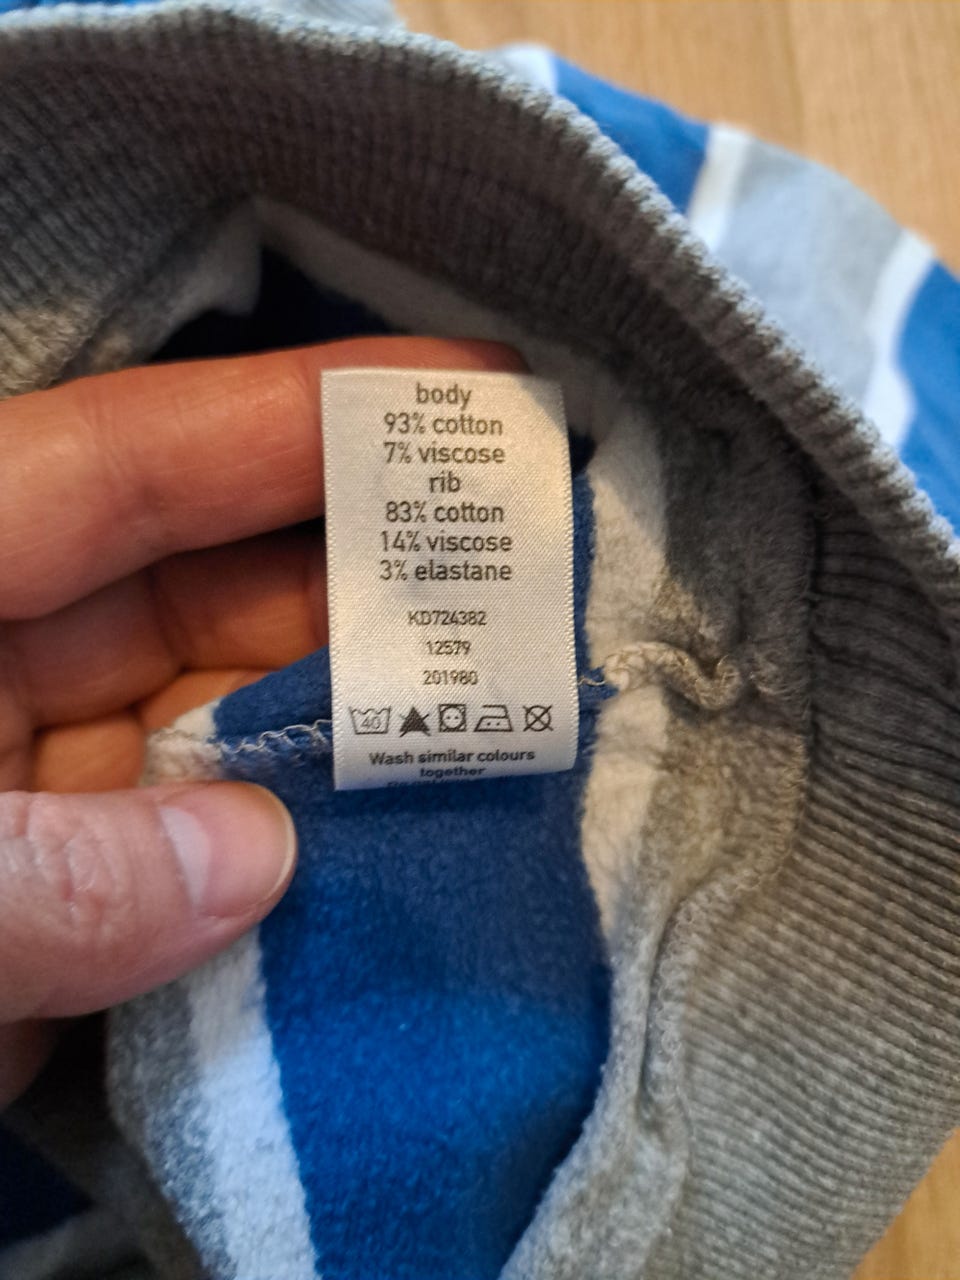 body
93% cotton
7% viscose
rib
83% cotton
14% viscose
3% elastane
KD724382
12579
201980
40
Wash similar colours
together